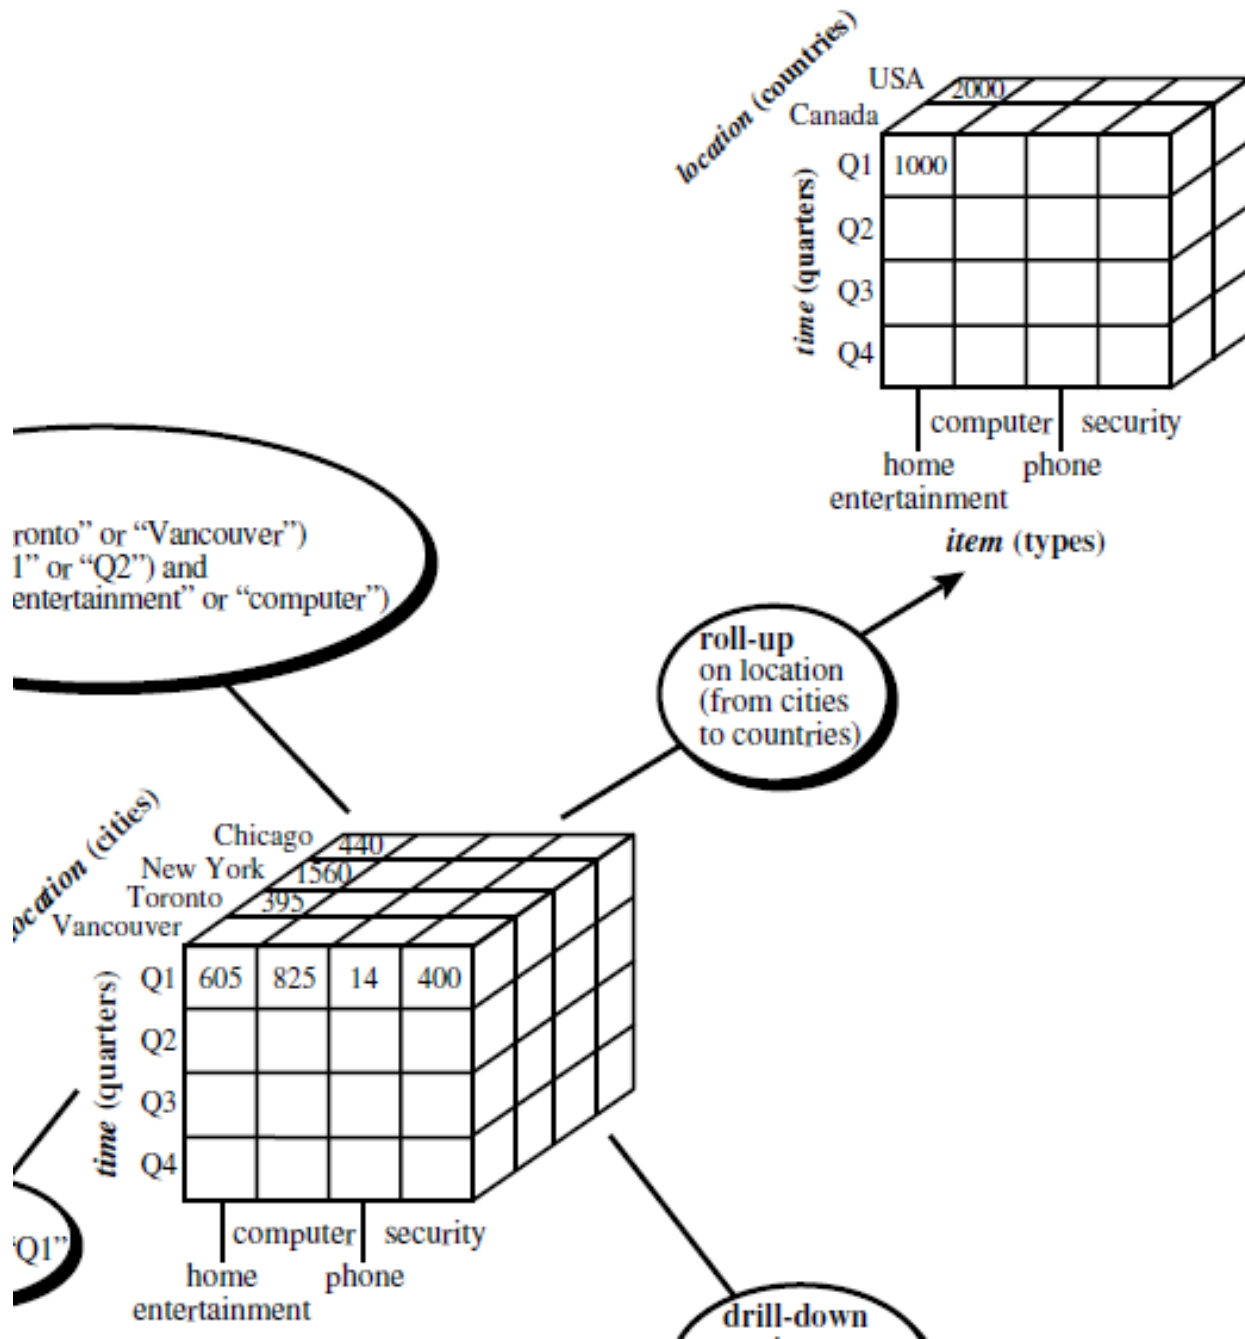 location (countries)
USA
2000
Canada
time (quarters)
Q1 1000
Q2
Q3
Q4
computer security
home phone
entertainment
item (types)
ronto” or “Vancouver”)
1” or “Q2”) and
entertainment” or “computer”)
roll-up
on location
(from cities
to countries)
location (cities)
Chicago 440
New York 1560
Toronto 395
Vancouver
time (quarters)
Q1 605 825 14 400
Q2
Q3
Q4
computer security
home phone
entertainment
“Q1”
drill-down